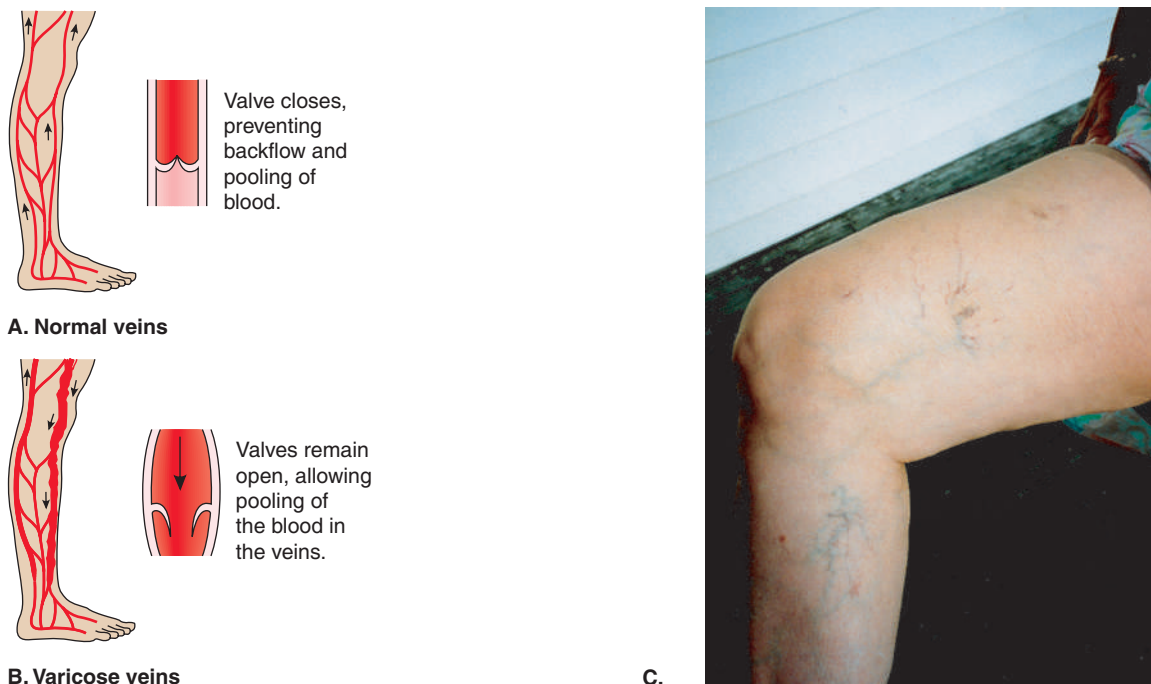 Valve closes,
preventing
backflow and
pooling of
blood.
A. Normal veins
Valves remain
open, allowing
pooling of
the blood in
the veins.
B. Varicose veins
C.